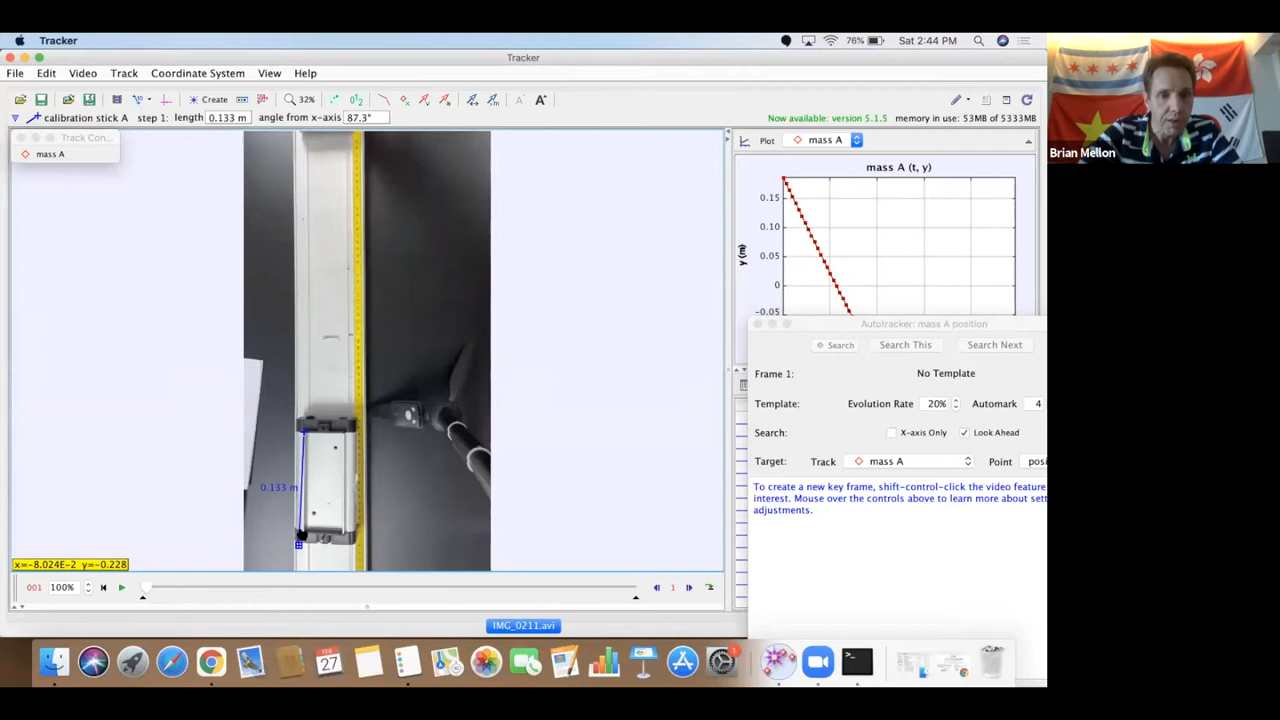 Tracker
76%
Sat 2:44 PM
Tracker
File Edit Video Track Coordinate System View Help
Create 32%
calibration stick A step 1: length 0.133 m angle from x-axis 87.3°
Now available: version 5.1.5 memory in use: 53MB of 5333MB
Track Con...
mass A
Plot mass A
mass A (t, y)
0.15
0.10
0.05
0
-0.05
y (m)
Autotracker: mass A position
Search Search This Search Next
Frame 1: No Template
Template: Evolution Rate 20% Automark 4
Search: X-axis Only Look Ahead
Target: Track mass A Point posi
To create a new key frame, shift-control-click the video feature
interest. Mouse over the controls above to learn more about sett
adjustments.
0.133 m
x=-8.024E-2 y=-0.228
001 100% 1
IMG_0211.avi
FEB
27
1
Brian Mellon